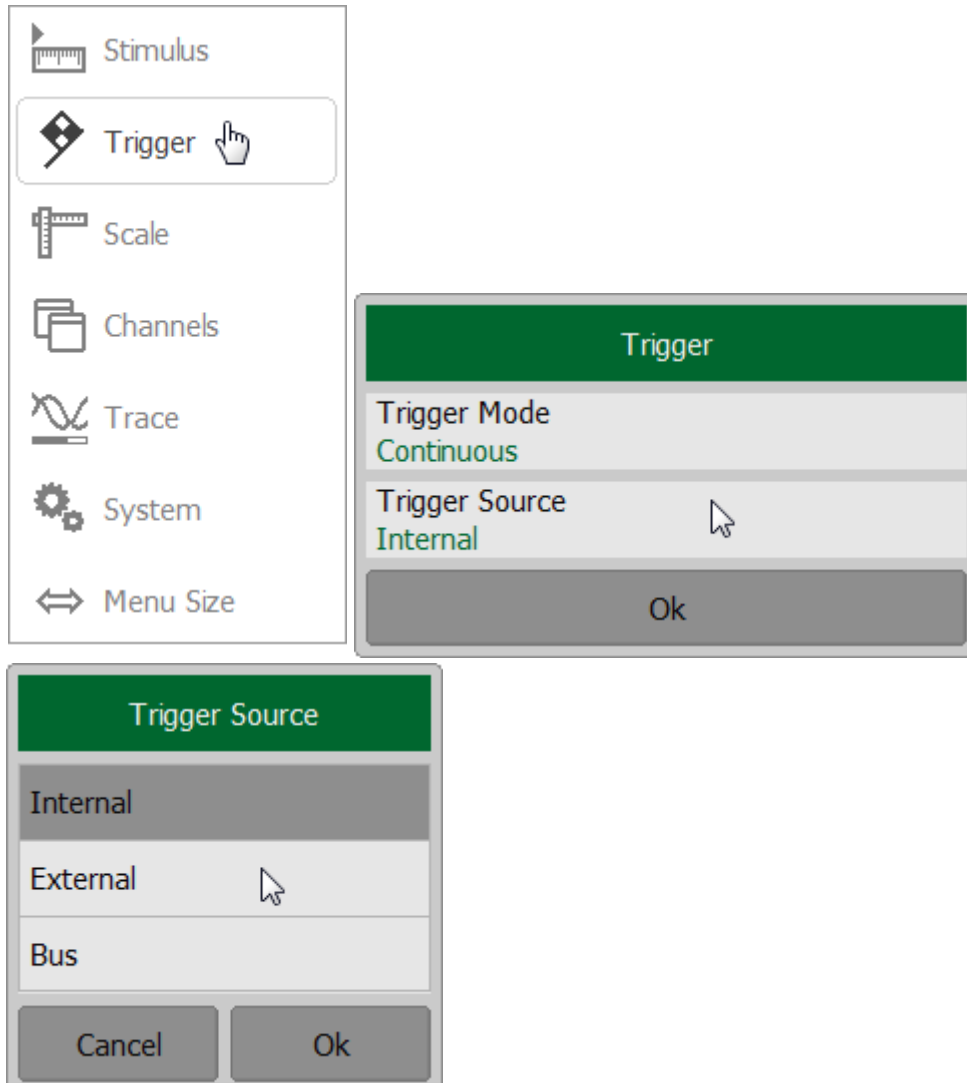 Stimulus
Trigger
Scale
Channels
Trace
System
Menu Size
Trigger
Trigger Mode
Continuous
Trigger Source
Internal
Ok
Trigger Source
Internal
External
Bus
Cancel
Ok